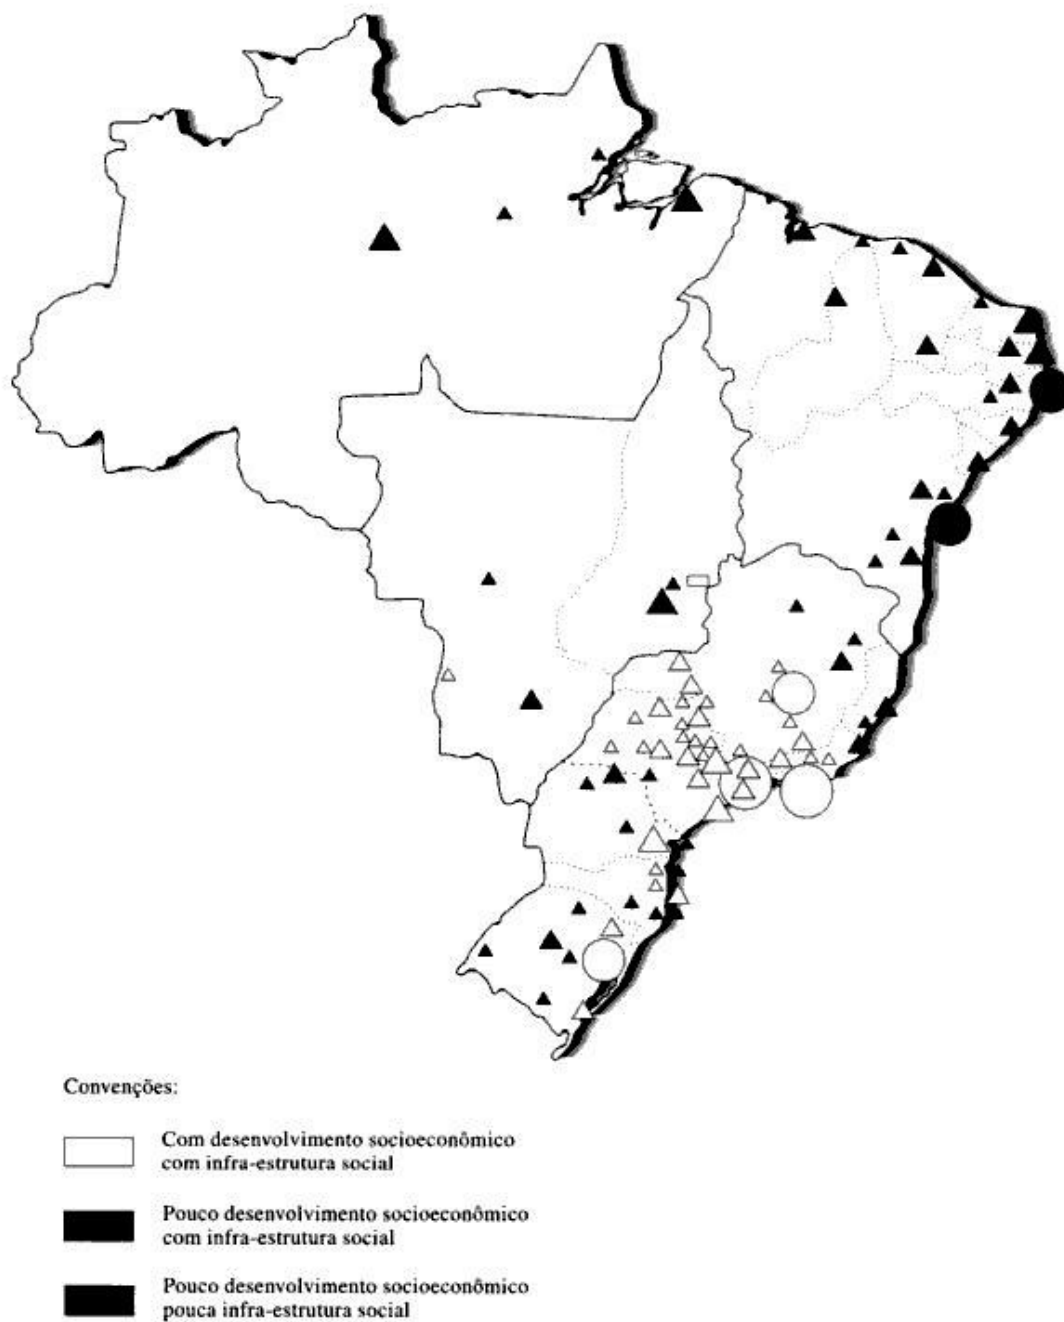 Convenções:
Com desenvolvimento socioeconômico
com infra-estrutura social
Pouco desenvolvimento socioeconômico
com infra-estrutura social
Pouco desenvolvimento socioeconômico
pouca infra-estrutura social